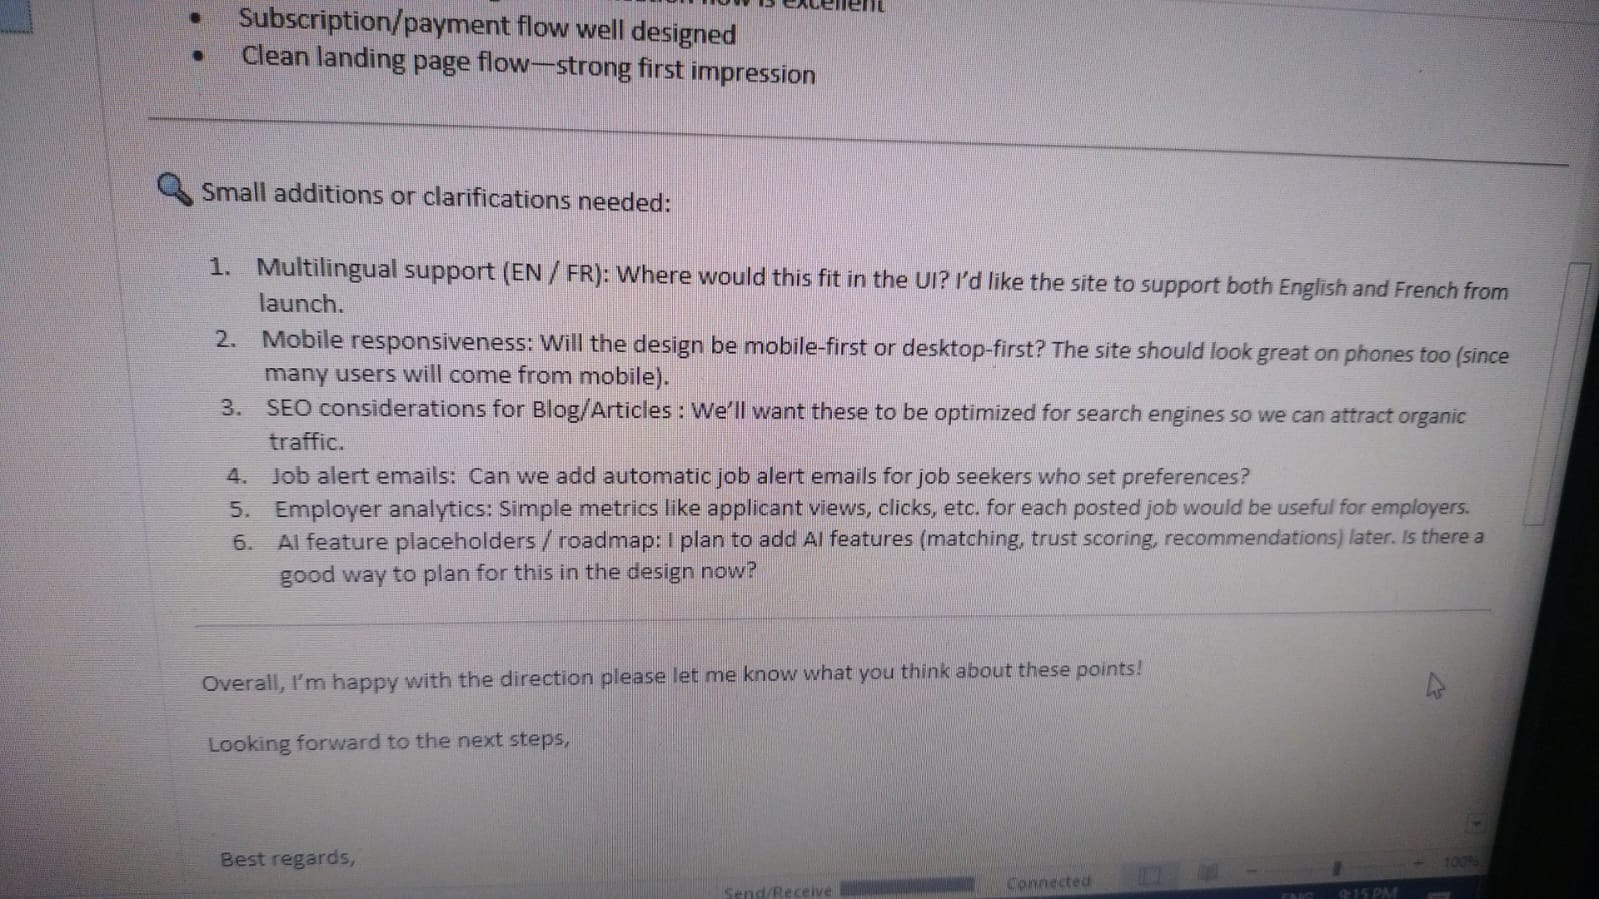 is excellent
• Subscription/payment flow well designed
• Clean landing page flow—strong first impression
Small additions or clarifications needed:
1. Multilingual support (EN / FR): Where would this fit in the UI? I'd like the site to support both English and French from
launch.
2. Mobile responsiveness: Will the design be mobile-first or desktop-first? The site should look great on phones too (since
many users will come from mobile).
3. SEO considerations for Blog/Articles : We'll want these to be optimized for search engines so we can attract organic
traffic.
4. Job alert emails: Can we add automatic job alert emails for job seekers who set preferences?
5. Employer analytics: Simple metrics like applicant views, clicks, etc. for each posted job would be useful for employers.
6. AI feature placeholders / roadmap: I plan to add AI features (matching, trust scoring, recommendations) later. Is there a
good way to plan for this in the design now?
Overall, I'm happy with the direction please let me know what you think about these points!
Looking forward to the next steps,
Best regards,
Send/Receive Connected 100%
ENG 9:15 PM